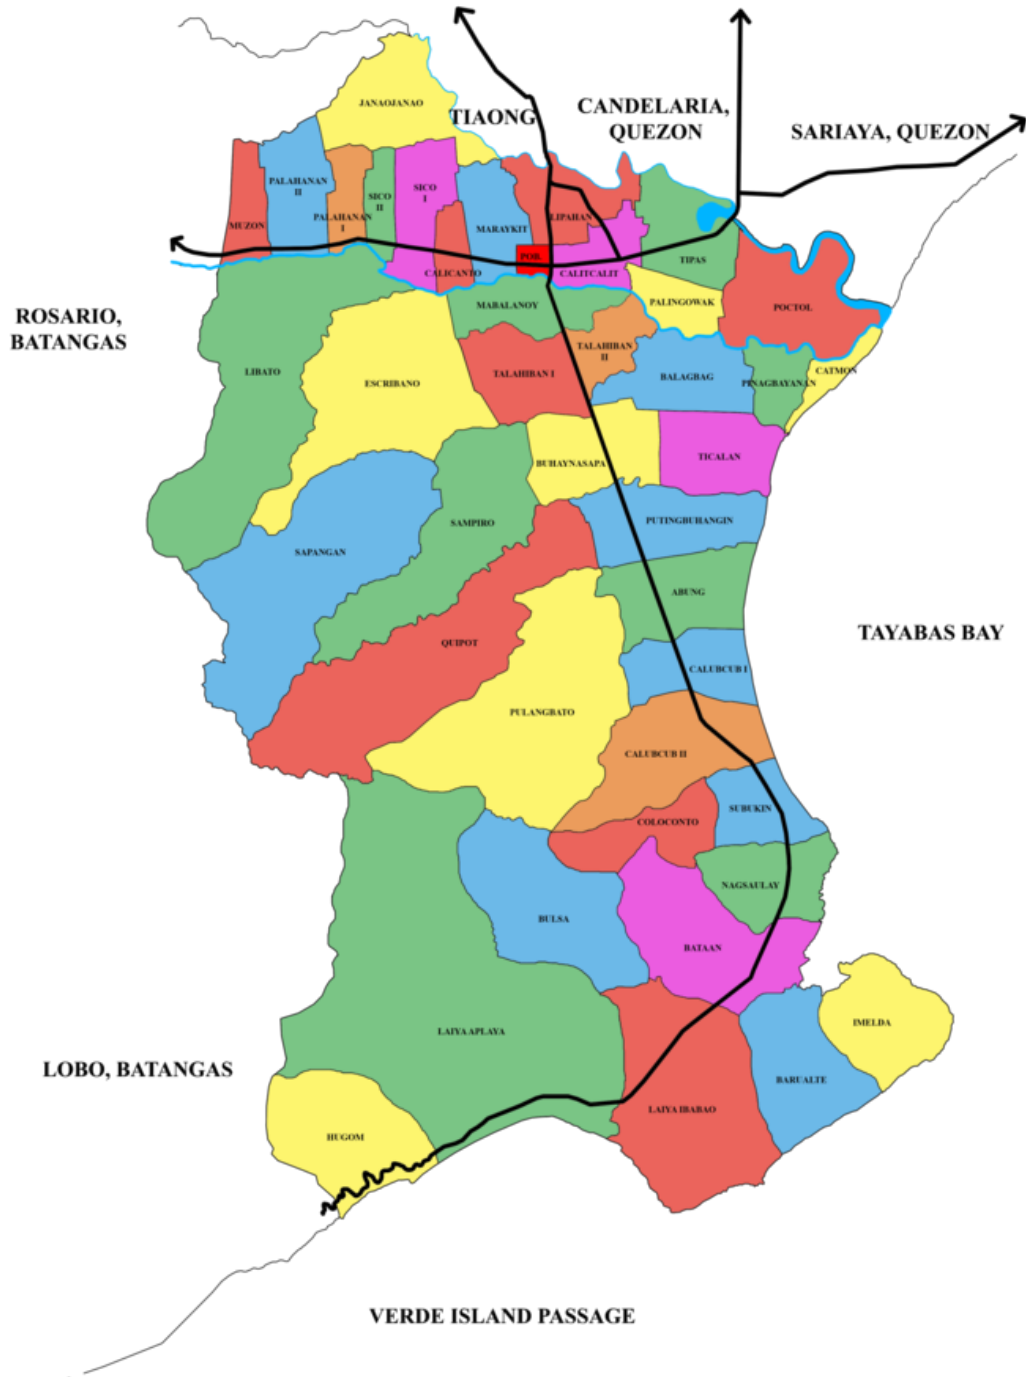 JANAOJANAO
TIAONG
CANDELARIA,
QUEZON
SARIAYA, QUEZON
PALAHANAN
II
SICO
I
SICO
II
MUZON
PALAHANAN
I
MARAYKIT
LIPAHAN
POB.
CALICANTO
CALITCALIT
TIPAS
MABALANOY
PALINGOWAK
POCTOL
ROSARIO,
BATANGAS
LIBATO
ESCRIBANO
TALAHIBAN I
TALAHIBAN
II
BALAGBAG
PINAGBAYANAN
CATMON
BUHAYNASAPA
TICALAN
SAPANGAN
SAMPIRO
PUTINGBUHANGIN
ABUNG
TAYABAS BAY
QUIPOT
CALUBCUB I
PULANGBATO
CALUBCUB II
SUBUKIN
COLOCONTO
NAGSAULAY
BULSA
BATAAN
LAIYA APLAYA
IMELDA
LOBO, BATANGAS
BARUALTE
LAIYA IBABAO
HUGOM
VERDE ISLAND PASSAGE